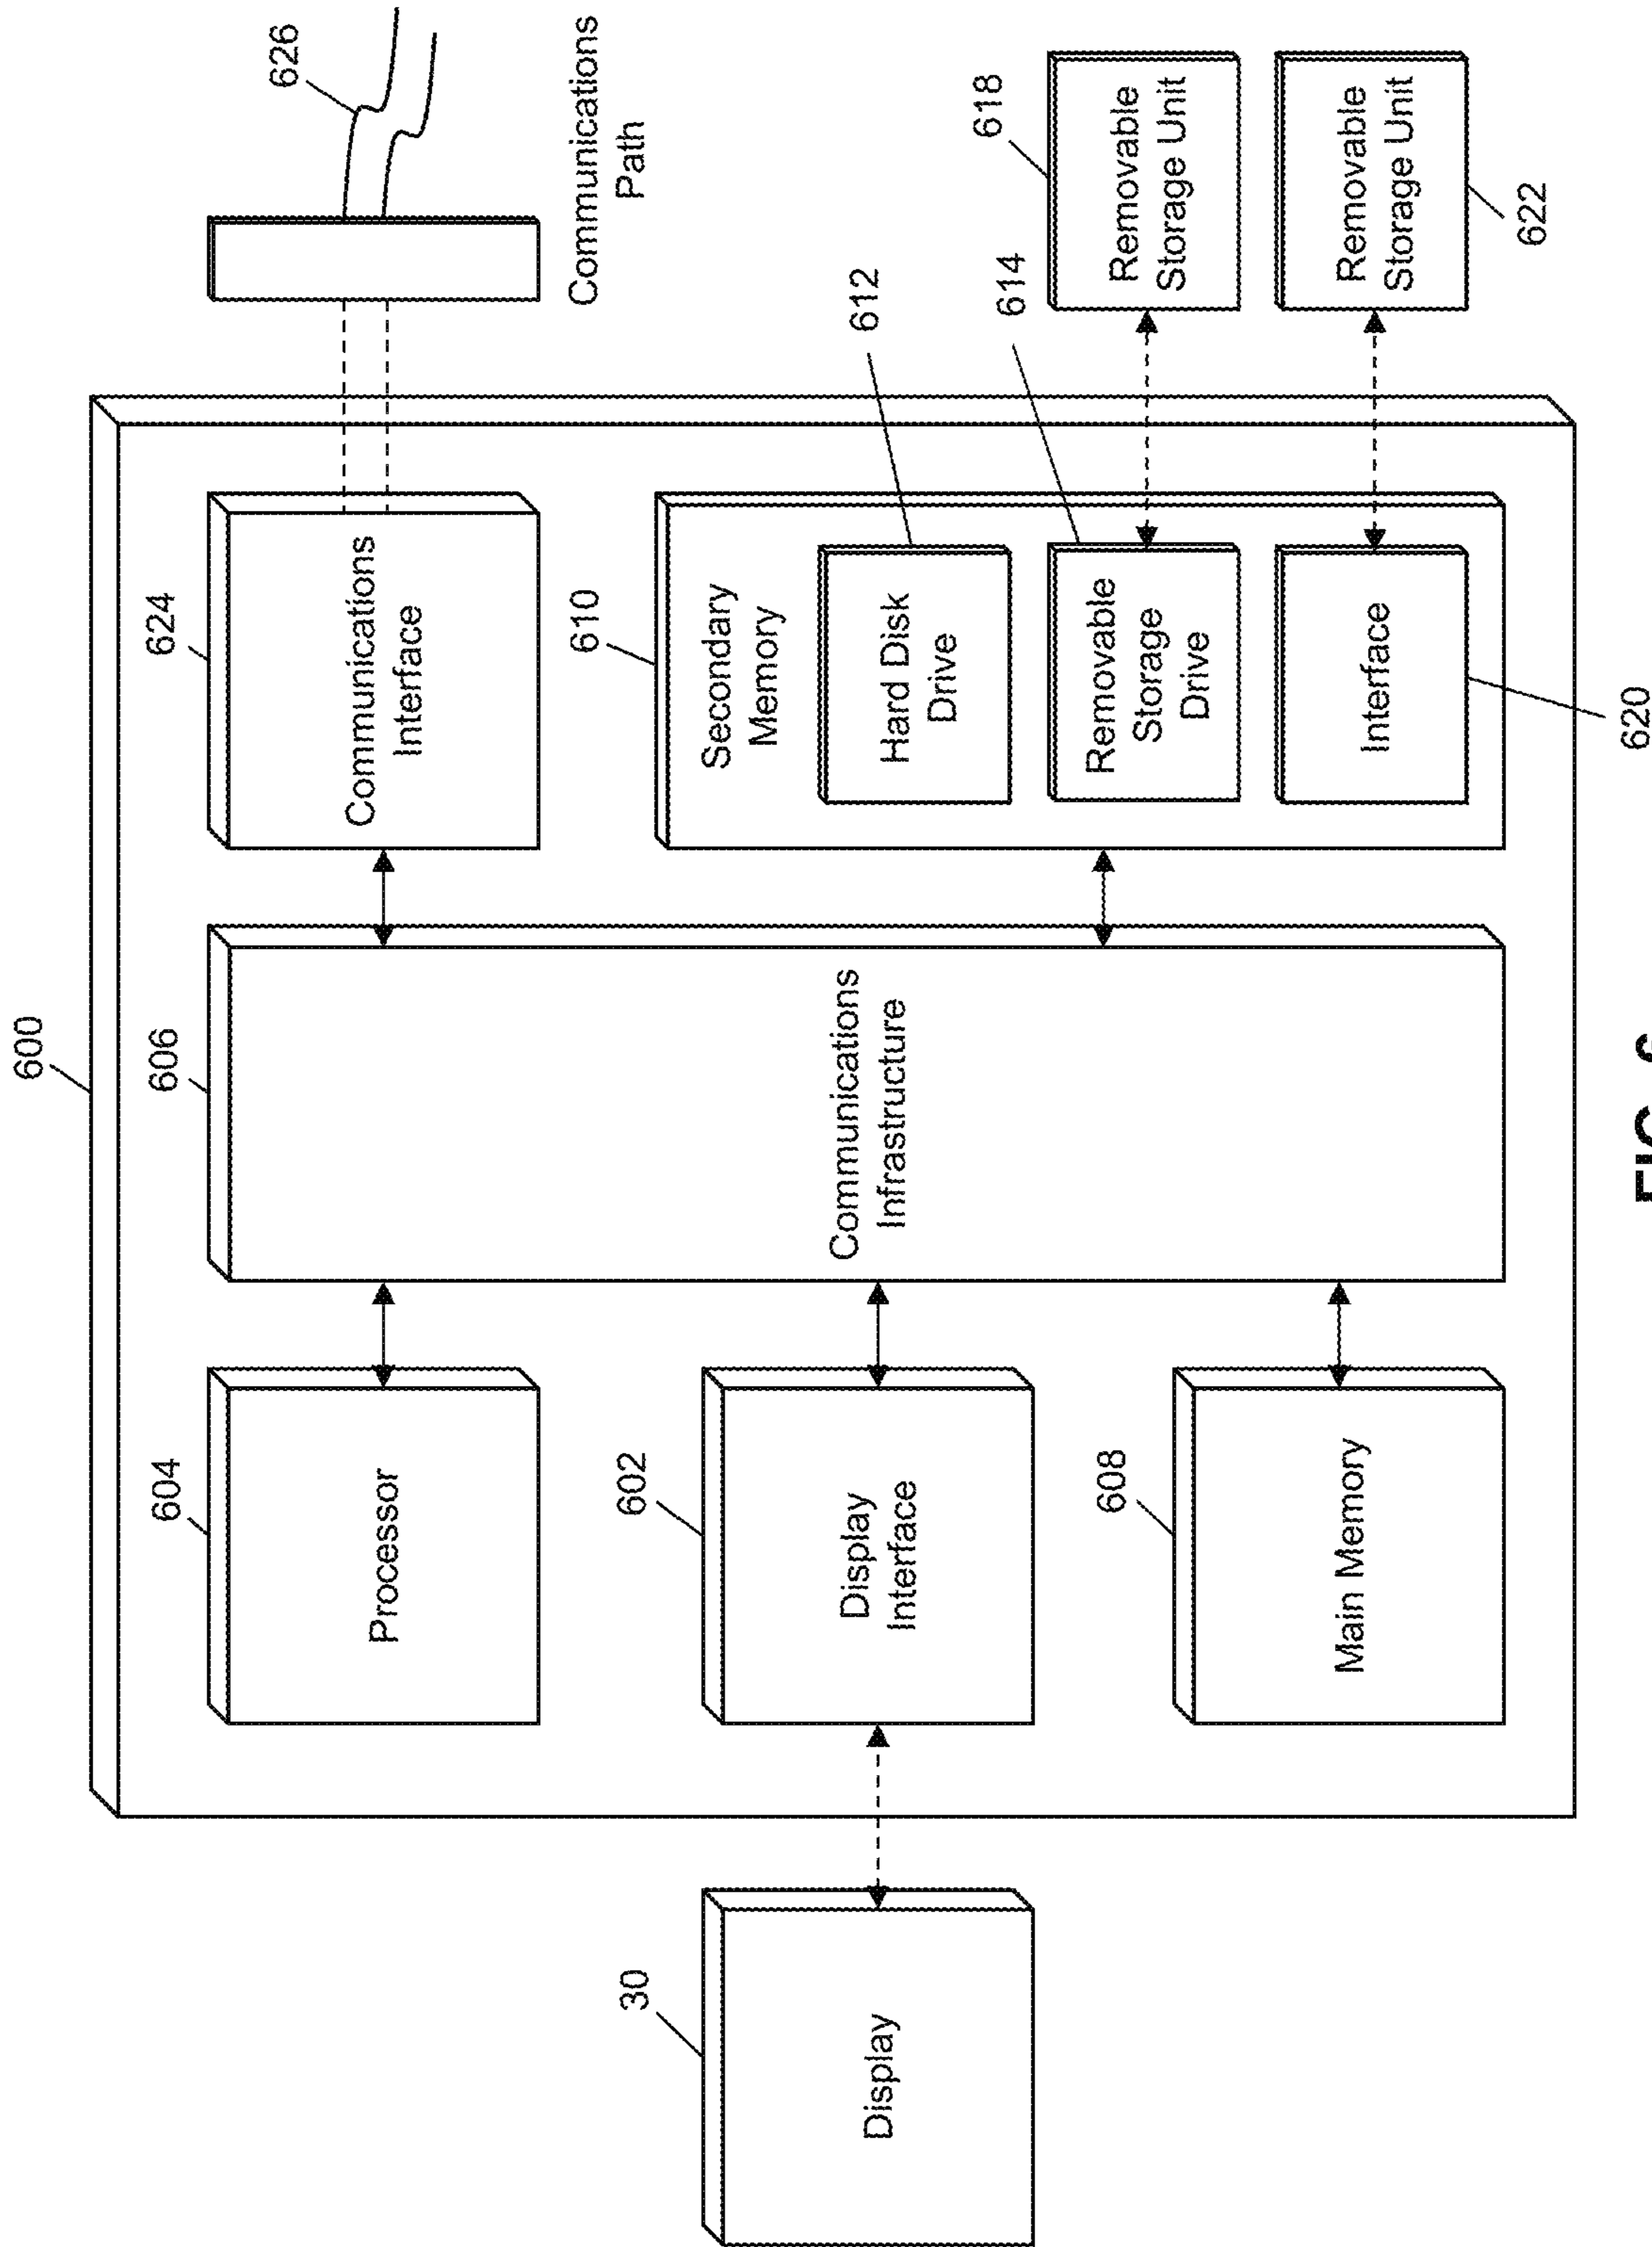 600
604
Processor
606
Communications
Infrastructure
624
Communications
Interface
626
Communications
Path
30
Display
602
Display
Interface
610
Secondary
Memory
612
Hard Disk
Drive
608
Main Memory
614
Removable
Storage
Drive
618
Removable
Storage Unit
Interface
620
Removable
Storage Unit
622
FIG. 6